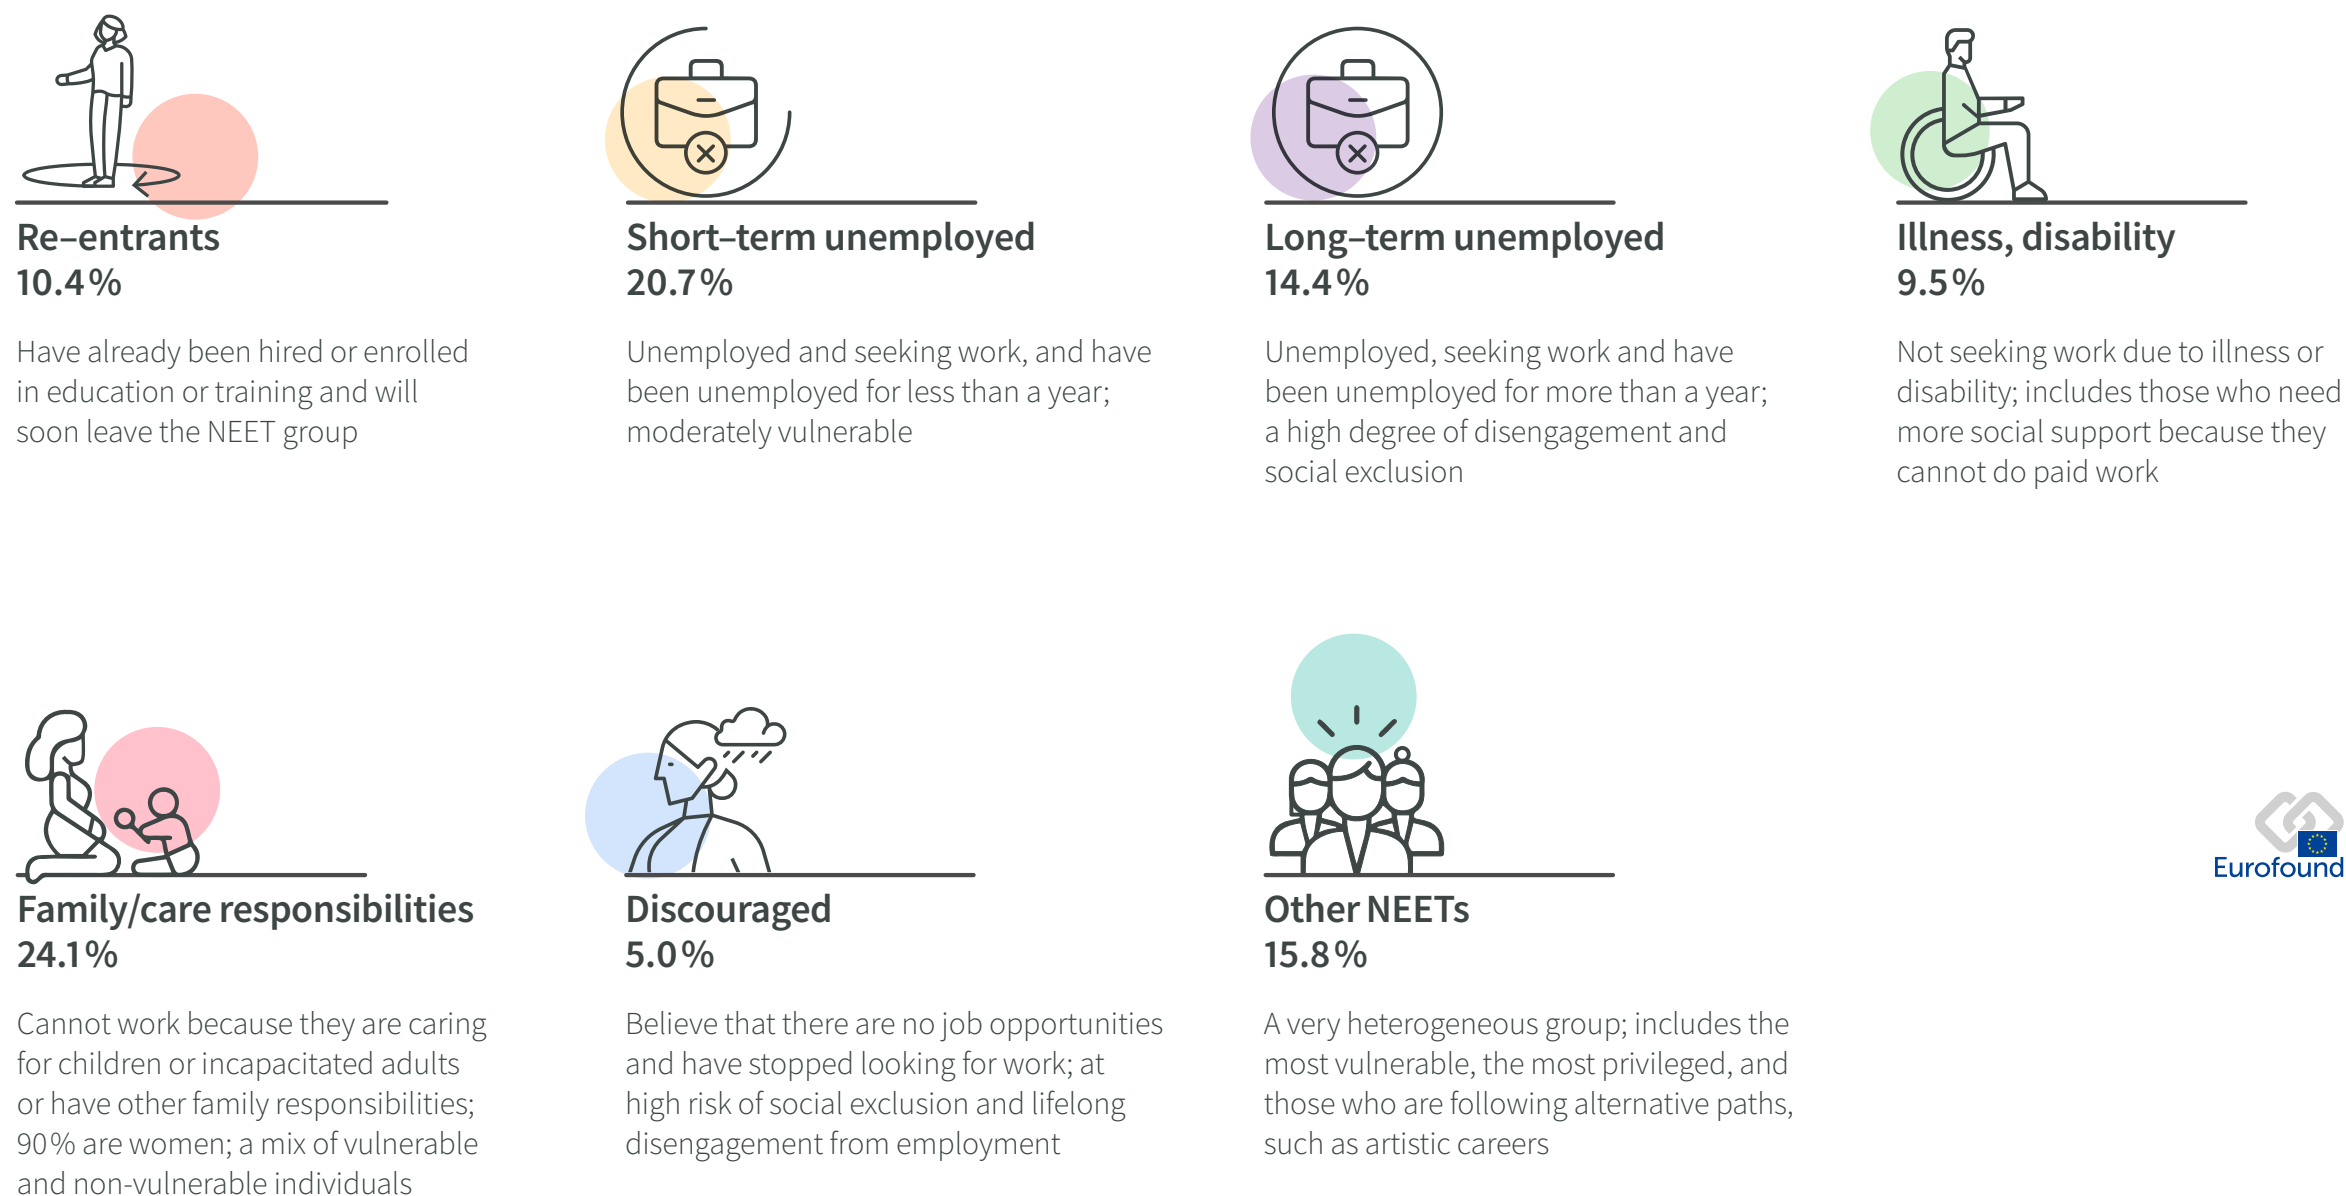 Re–entrants
10.4%
Have already been hired or enrolled
in education or training and will
soon leave the NEET group
Short–term unemployed
20.7%
Unemployed and seeking work, and have
been unemployed for less than a year;
moderately vulnerable
Long–term unemployed
14.4%
Unemployed, seeking work and have
been unemployed for more than a year;
a high degree of disengagement and
social exclusion
Illness, disability
9.5%
Not seeking work due to illness or
disability; includes those who need
more social support because they
cannot do paid work
Family/care responsibilities
24.1%
Cannot work because they are caring
for children or incapacitated adults
or have other family responsibilities;
90% are women; a mix of vulnerable
and non-vulnerable individuals
Discouraged
5.0%
Believe that there are no job opportunities
and have stopped looking for work; at
high risk of social exclusion and lifelong
disengagement from employment
Other NEETs
15.8%
A very heterogeneous group; includes the
most vulnerable, the most privileged, and
those who are following alternative paths,
such as artistic careers
Eurofound